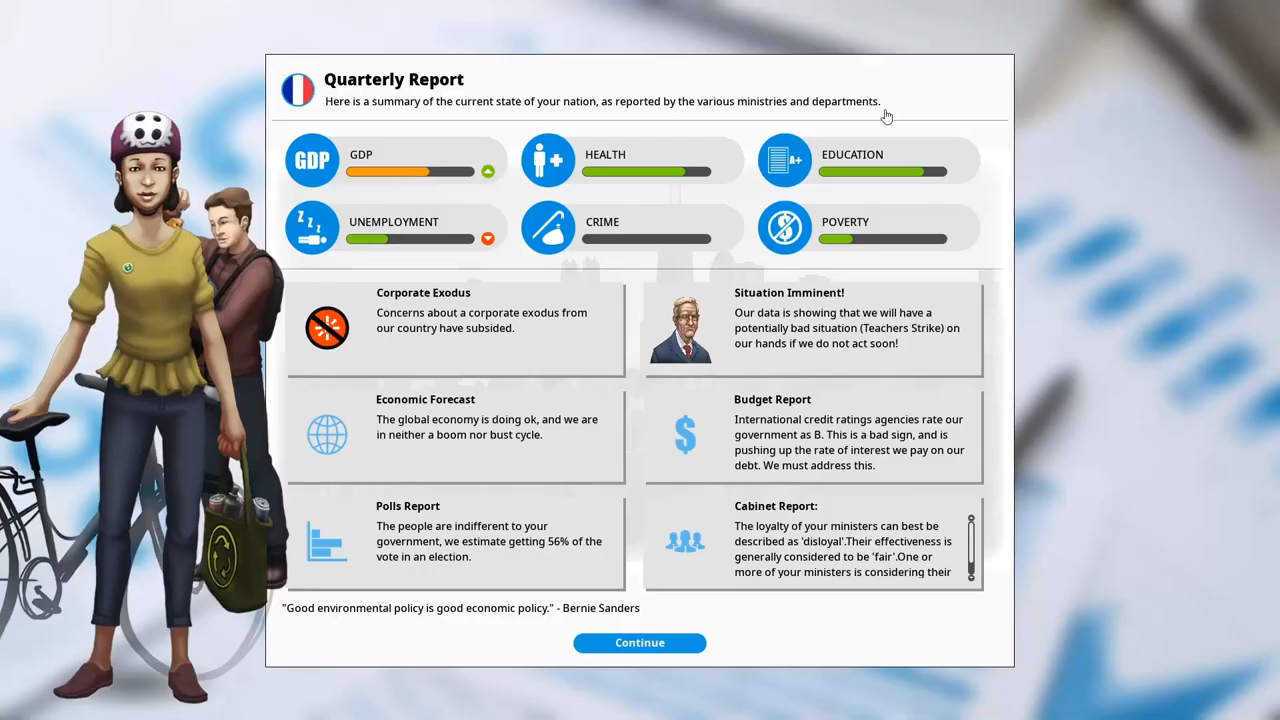 Quarterly Report
Here is a summary of the current state of your nation, as reported by the various ministries and departments.
GDP
GDP
HEALTH
A+
EDUCATION
Z Z Z
UNEMPLOYMENT
CRIME
$
POVERTY
Corporate Exodus
Concerns about a corporate exodus from
our country have subsided.
Situation Imminent!
Our data is showing that we will have a
potentially bad situation (Teachers Strike) on
our hands if we do not act soon!
Economic Forecast
The global economy is doing ok, and we are
in neither a boom nor bust cycle.
Budget Report
$
International credit ratings agencies rate our
government as B. This is a bad sign, and is
pushing up the rate of interest we pay on our
debt. We must address this.
Polls Report
The people are indifferent to your
government, we estimate getting 56% of the
vote in an election.
Cabinet Report:
The loyalty of your ministers can best be
described as 'disloyal'.Their effectiveness is
generally considered to be 'fair'.One or
more of your ministers is considering their
"Good environmental policy is good economic policy." - Bernie Sanders
Continue